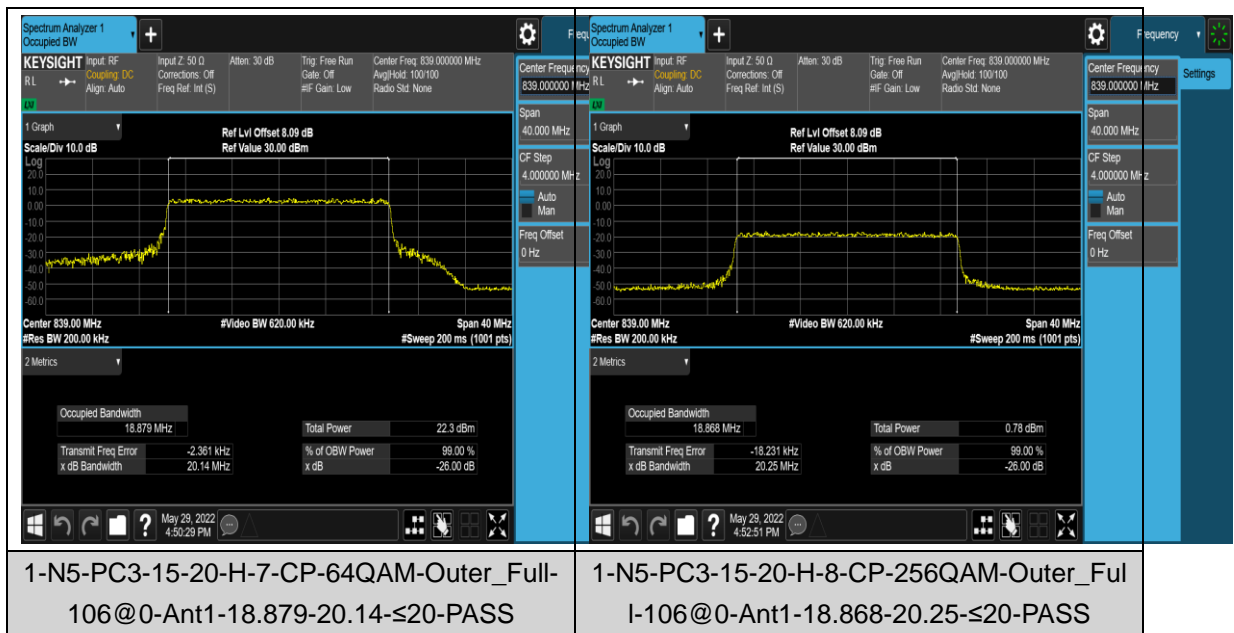 Spectrum Analyzer 1
Occupied BW
+
Frequ
KEYSIGHT
RL
LXI
Input: RF
Coupling: DC
Align: Auto
Input Z: 50 Ω
Corrections: Off
Freq Ref: Int (S)
Atten: 30 dB
Trig: Free Run
Gate: Off
#IF Gain: Low
Center Freq: 839.000000 MHz
Avg|Hold: 100/100
Radio Std: None
Center Frequency
839.000000 MHz
Span
40.000 MHz
CF Step
4.000000 MHz
Auto
Man
Freq Offset
0 Hz
1 Graph
Scale/Div 10.0 dB
Ref Lvl Offset 8.09 dB
Ref Value 30.00 dBm
Log
20.0
10.0
0.00
-10.0
-20.0
-30.0
-40.0
-50.0
-60.0
Center 839.00 MHz
#Video BW 620.00 kHz
Span 40 MHz
#Res BW 200.00 kHz
#Sweep 200 ms (1001 pts)
2 Metrics
Occupied Bandwidth
18.879 MHz
Total Power 22.3 dBm
Transmit Freq Error -2.361 kHz
% of OBW Power 99.00 %
x dB Bandwidth 20.14 MHz
x dB -26.00 dB
?
May 29, 2022
4:50:29 PM
1-N5-PC3-15-20-H-7-CP-64QAM-Outer_Full-
106@0-Ant1-18.879-20.14-≤20-PASS
Spectrum Analyzer 1
Occupied BW
+
Frequency
Settings
KEYSIGHT
RL
LXI
Input: RF
Coupling: DC
Align: Auto
Input Z: 50 Ω
Corrections: Off
Freq Ref: Int (S)
Atten: 30 dB
Trig: Free Run
Gate: Off
#IF Gain: Low
Center Freq: 839.000000 MHz
Avg|Hold: 100/100
Radio Std: None
Center Frequency
839.000000 MHz
Span
40.000 MHz
CF Step
4.000000 MHz
Auto
Man
Freq Offset
0 Hz
1 Graph
Scale/Div 10.0 dB
Ref Lvl Offset 8.09 dB
Ref Value 30.00 dBm
Log
20.0
10.0
0.00
-10.0
-20.0
-30.0
-40.0
-50.0
-60.0
Center 839.00 MHz
#Video BW 620.00 kHz
Span 40 MHz
#Res BW 200.00 kHz
#Sweep 200 ms (1001 pts)
2 Metrics
Occupied Bandwidth
18.868 MHz
Total Power 0.78 dBm
Transmit Freq Error -18.231 kHz
% of OBW Power 99.00 %
x dB Bandwidth 20.25 MHz
x dB -26.00 dB
?
May 29, 2022
4:52:51 PM
1-N5-PC3-15-20-H-8-CP-256QAM-Outer_Ful
l-106@0-Ant1-18.868-20.25-≤20-PASS